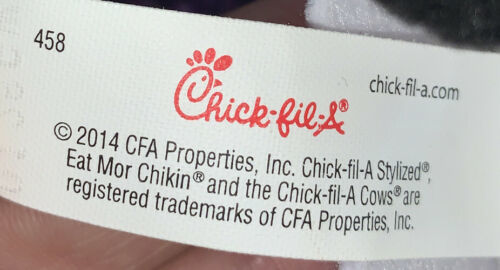 458
Chick-fil-A®
chick-fil-a.com
© 2014 CFA Properties, Inc. Chick-fil-A Stylized®,
Eat Mor Chikin® and the Chick-fil-A Cows® are
registered trademarks of CFA Properties, Inc.